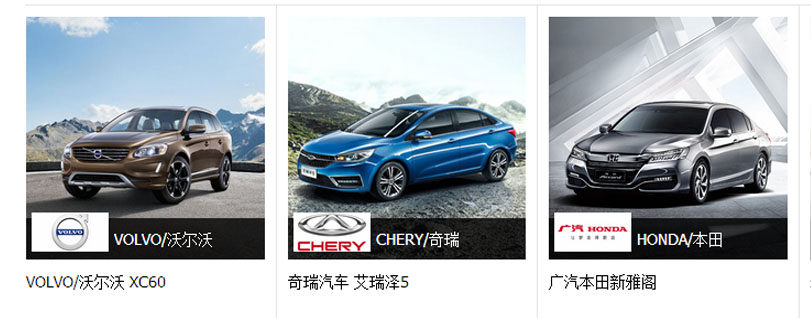 VOLVO
VOLVO/沃尔沃
VOLVO/沃尔沃 XC60
CHERY
CHERY/奇瑞
奇瑞汽车 艾瑞泽5
Accord
广汽 HONDA
HONDA/本田
广汽本田新雅阁